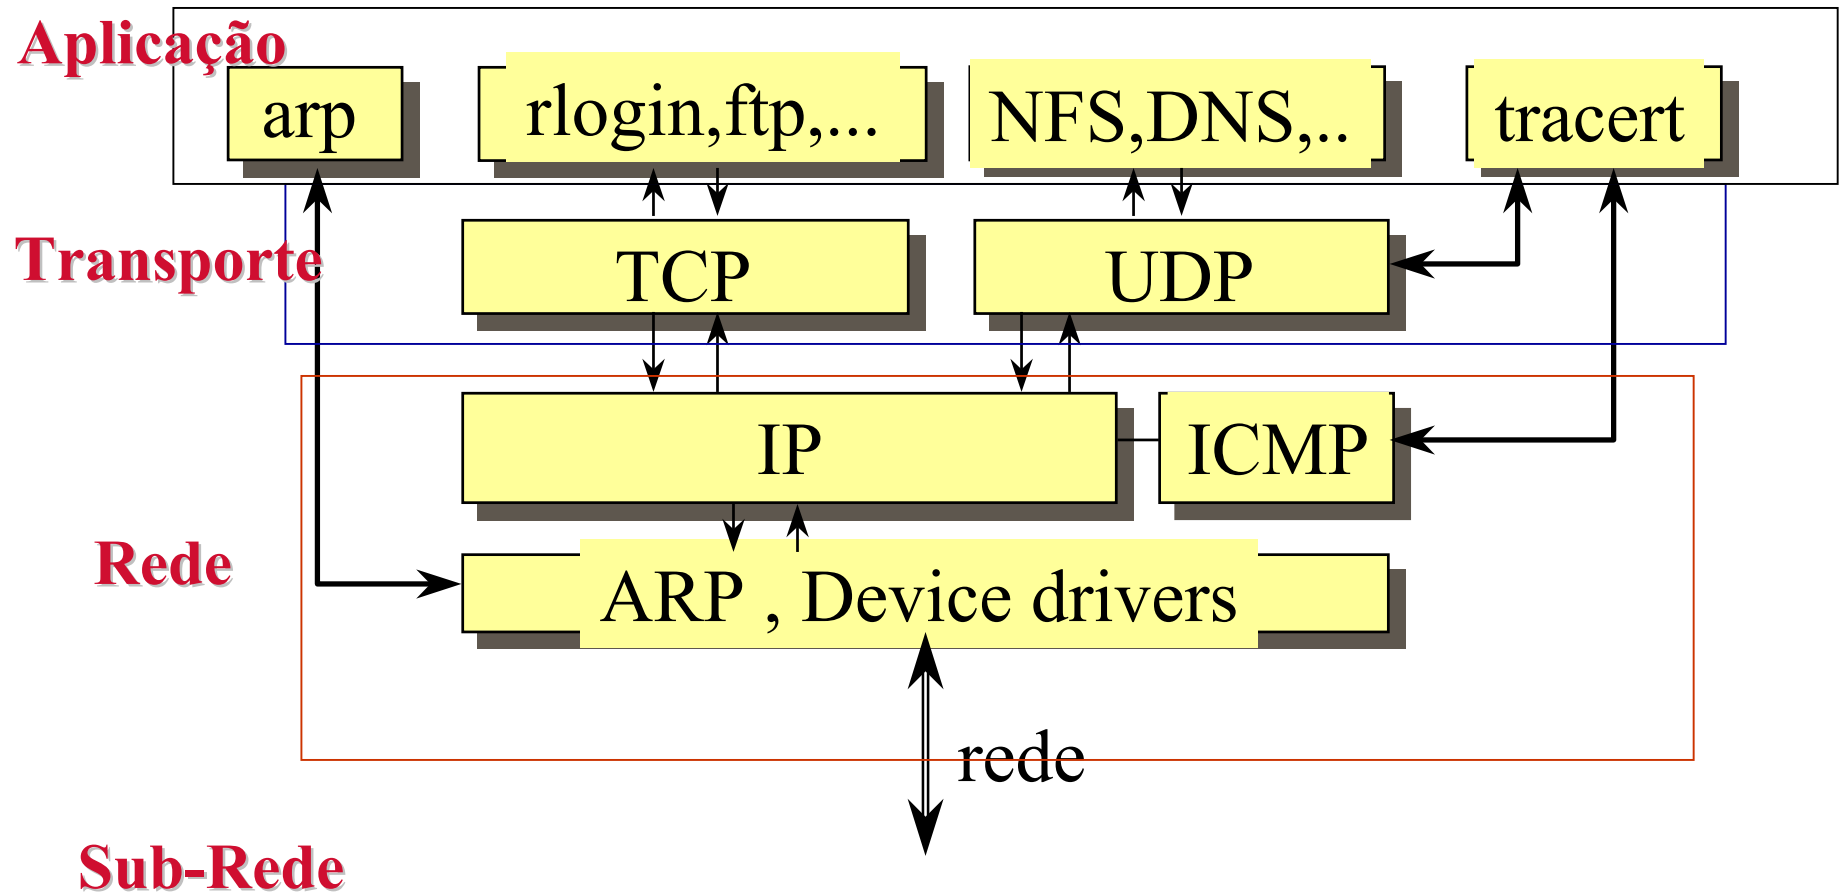 Aplicação
arp
rlogin,ftp,...
NFS,DNS,..
tracert
Transporte
TCP
UDP
IP
ICMP
Rede
ARP , Device drivers
rede
Sub-Rede